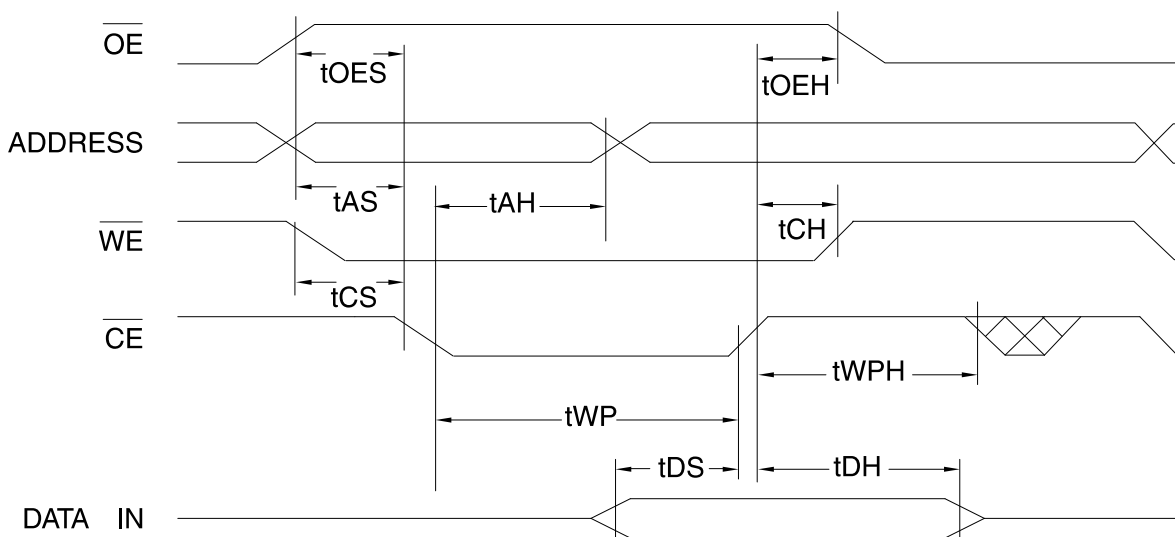 OE
tOES
tOEH
ADDRESS
tAS
tAH
tCH
WE
tCS
CE
tWPH
tWP
tDS
tDH
DATA IN